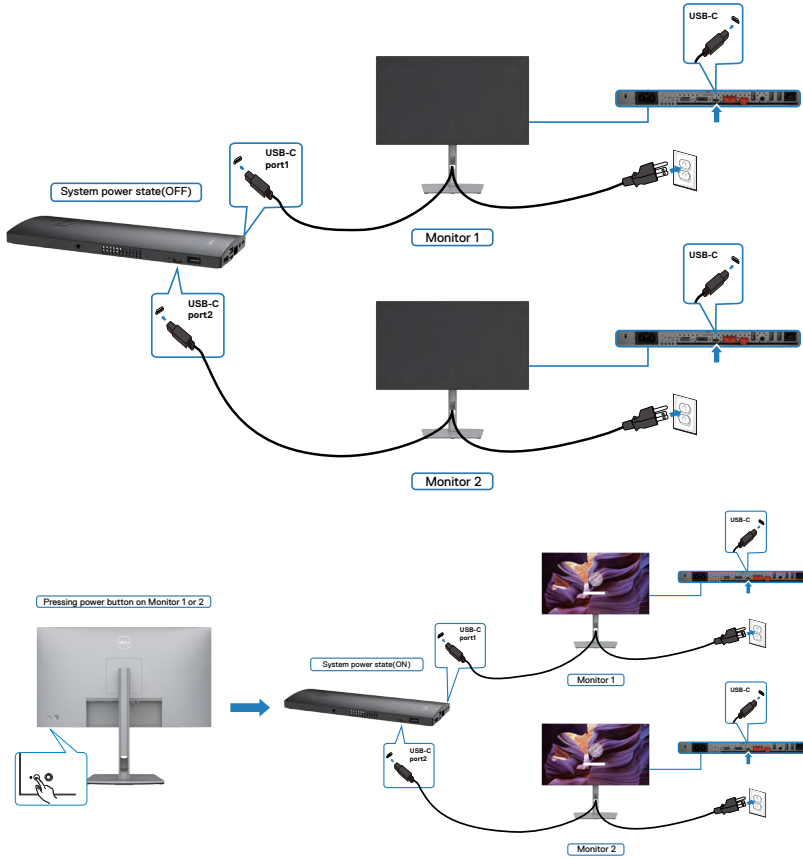 USB-C
USB-C
port1
System power state(OFF)
Monitor 1
USB-C
USB-C
port2
Monitor 2
USB-C
Pressing power button on Monitor 1 or 2
DELL
USB-C
port1
System power state(ON)
Monitor 1
USB-C
USB-C
port2
Monitor 2